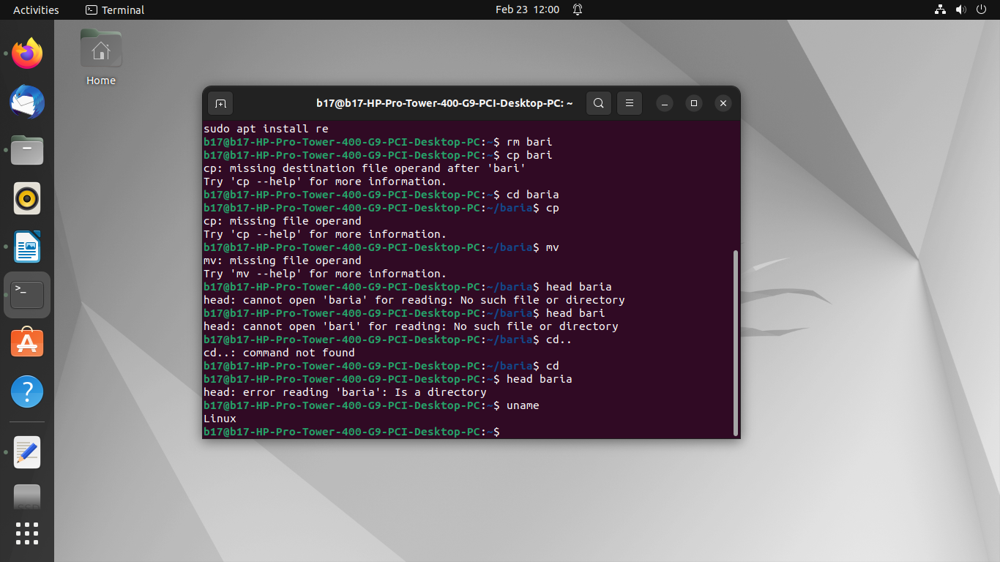 Activities
Terminal
Feb 23 12:00
Home
b17@b17-HP-Pro-Tower-400-G9-PCI-Desktop-PC: ~
sudo apt install re
b17@b17-HP-Pro-Tower-400-G9-PCI-Desktop-PC:~$ rm bari
b17@b17-HP-Pro-Tower-400-G9-PCI-Desktop-PC:~$ cp bari
cp: missing destination file operand after 'bari'
Try 'cp --help' for more information.
b17@b17-HP-Pro-Tower-400-G9-PCI-Desktop-PC:~$ cd baria
b17@b17-HP-Pro-Tower-400-G9-PCI-Desktop-PC:~/baria$ cp
cp: missing file operand
Try 'cp --help' for more information.
b17@b17-HP-Pro-Tower-400-G9-PCI-Desktop-PC:~/baria$ mv
mv: missing file operand
Try 'mv --help' for more information.
b17@b17-HP-Pro-Tower-400-G9-PCI-Desktop-PC:~/baria$ head baria
head: cannot open 'baria' for reading: No such file or directory
b17@b17-HP-Pro-Tower-400-G9-PCI-Desktop-PC:~/baria$ head bari
head: cannot open 'bari' for reading: No such file or directory
b17@b17-HP-Pro-Tower-400-G9-PCI-Desktop-PC:~/baria$ cd..
cd..: command not found
b17@b17-HP-Pro-Tower-400-G9-PCI-Desktop-PC:~/baria$ cd
b17@b17-HP-Pro-Tower-400-G9-PCI-Desktop-PC:~$ head baria
head: error reading 'baria': Is a directory
b17@b17-HP-Pro-Tower-400-G9-PCI-Desktop-PC:~$ uname
Linux
b17@b17-HP-Pro-Tower-400-G9-PCI-Desktop-PC:~$